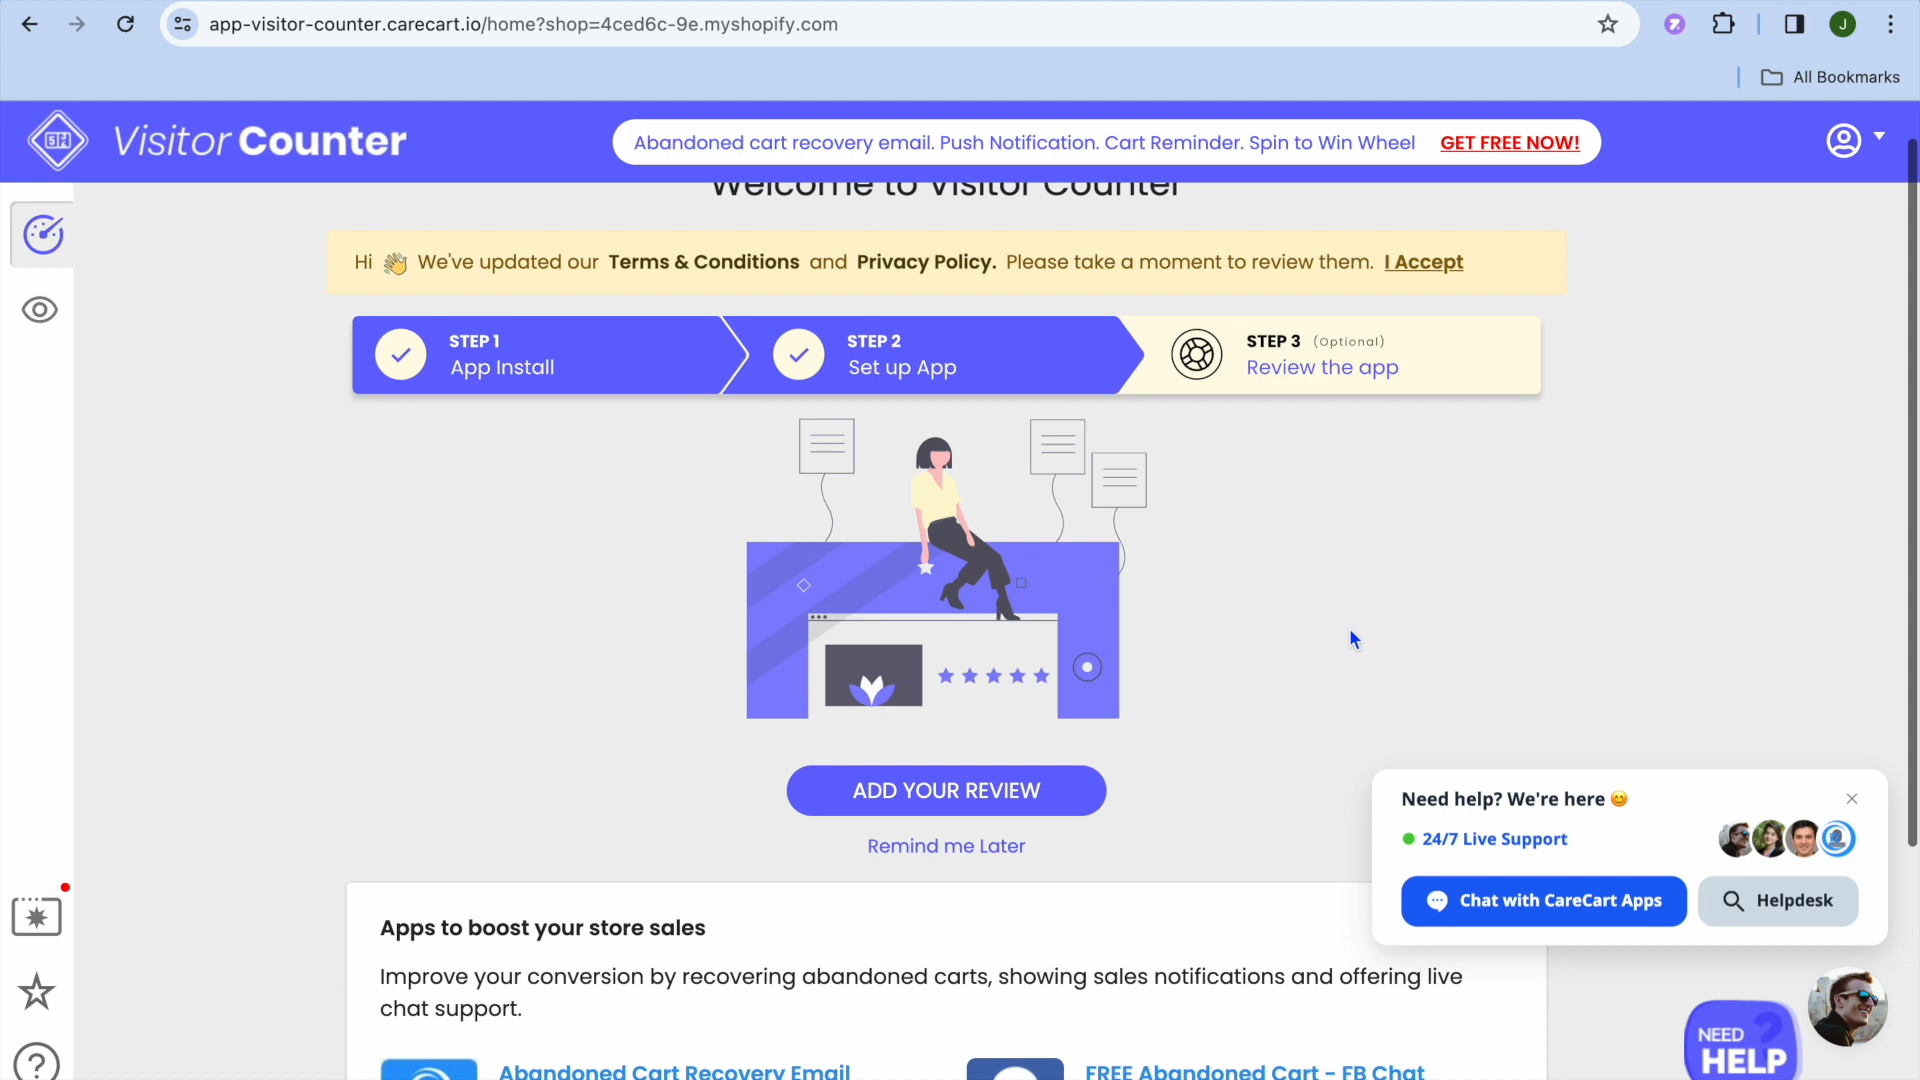 app-visitor-counter.carecart.io/home?shop=4ced6c-9e.myshopify.com
J
All Bookmarks
Visitor Counter
Abandoned cart recovery email. Push Notification. Cart Reminder. Spin to Win Wheel GET FREE NOW!
Welcome to Visitor Counter
Hi 👋 We've updated our Terms & Conditions and Privacy Policy. Please take a moment to review them. I Accept
STEP 1
App Install
STEP 2
Set up App
STEP 3 (Optional)
Review the app
ADD YOUR REVIEW
Remind me Later
Need help? We're here 😊
24/7 Live Support
Chat with CareCart Apps
Helpdesk
Apps to boost your store sales
Improve your conversion by recovering abandoned carts, showing sales notifications and offering live
chat support.
Abandoned Cart Recovery Email
FREE Abandoned Cart - FB Chat
NEED
HELP
?